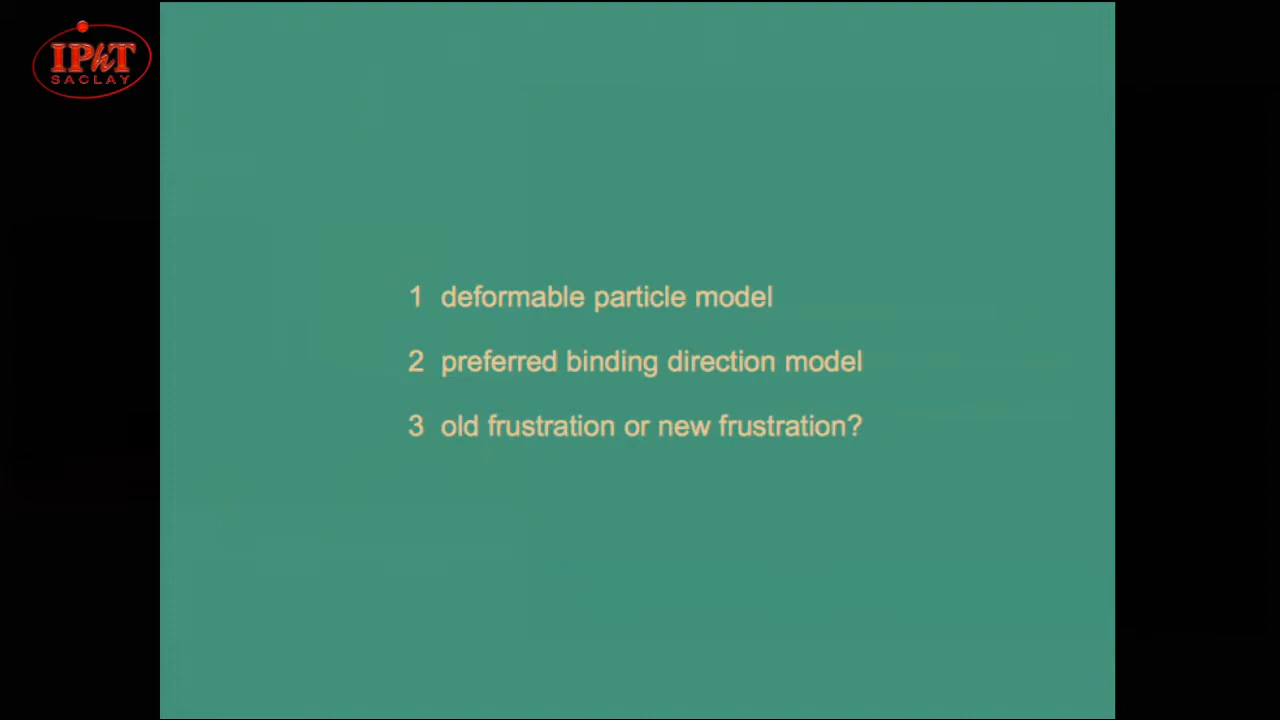 IPhT
SACLAY
1 deformable particle model
2 preferred binding direction model
3 old frustration or new frustration?